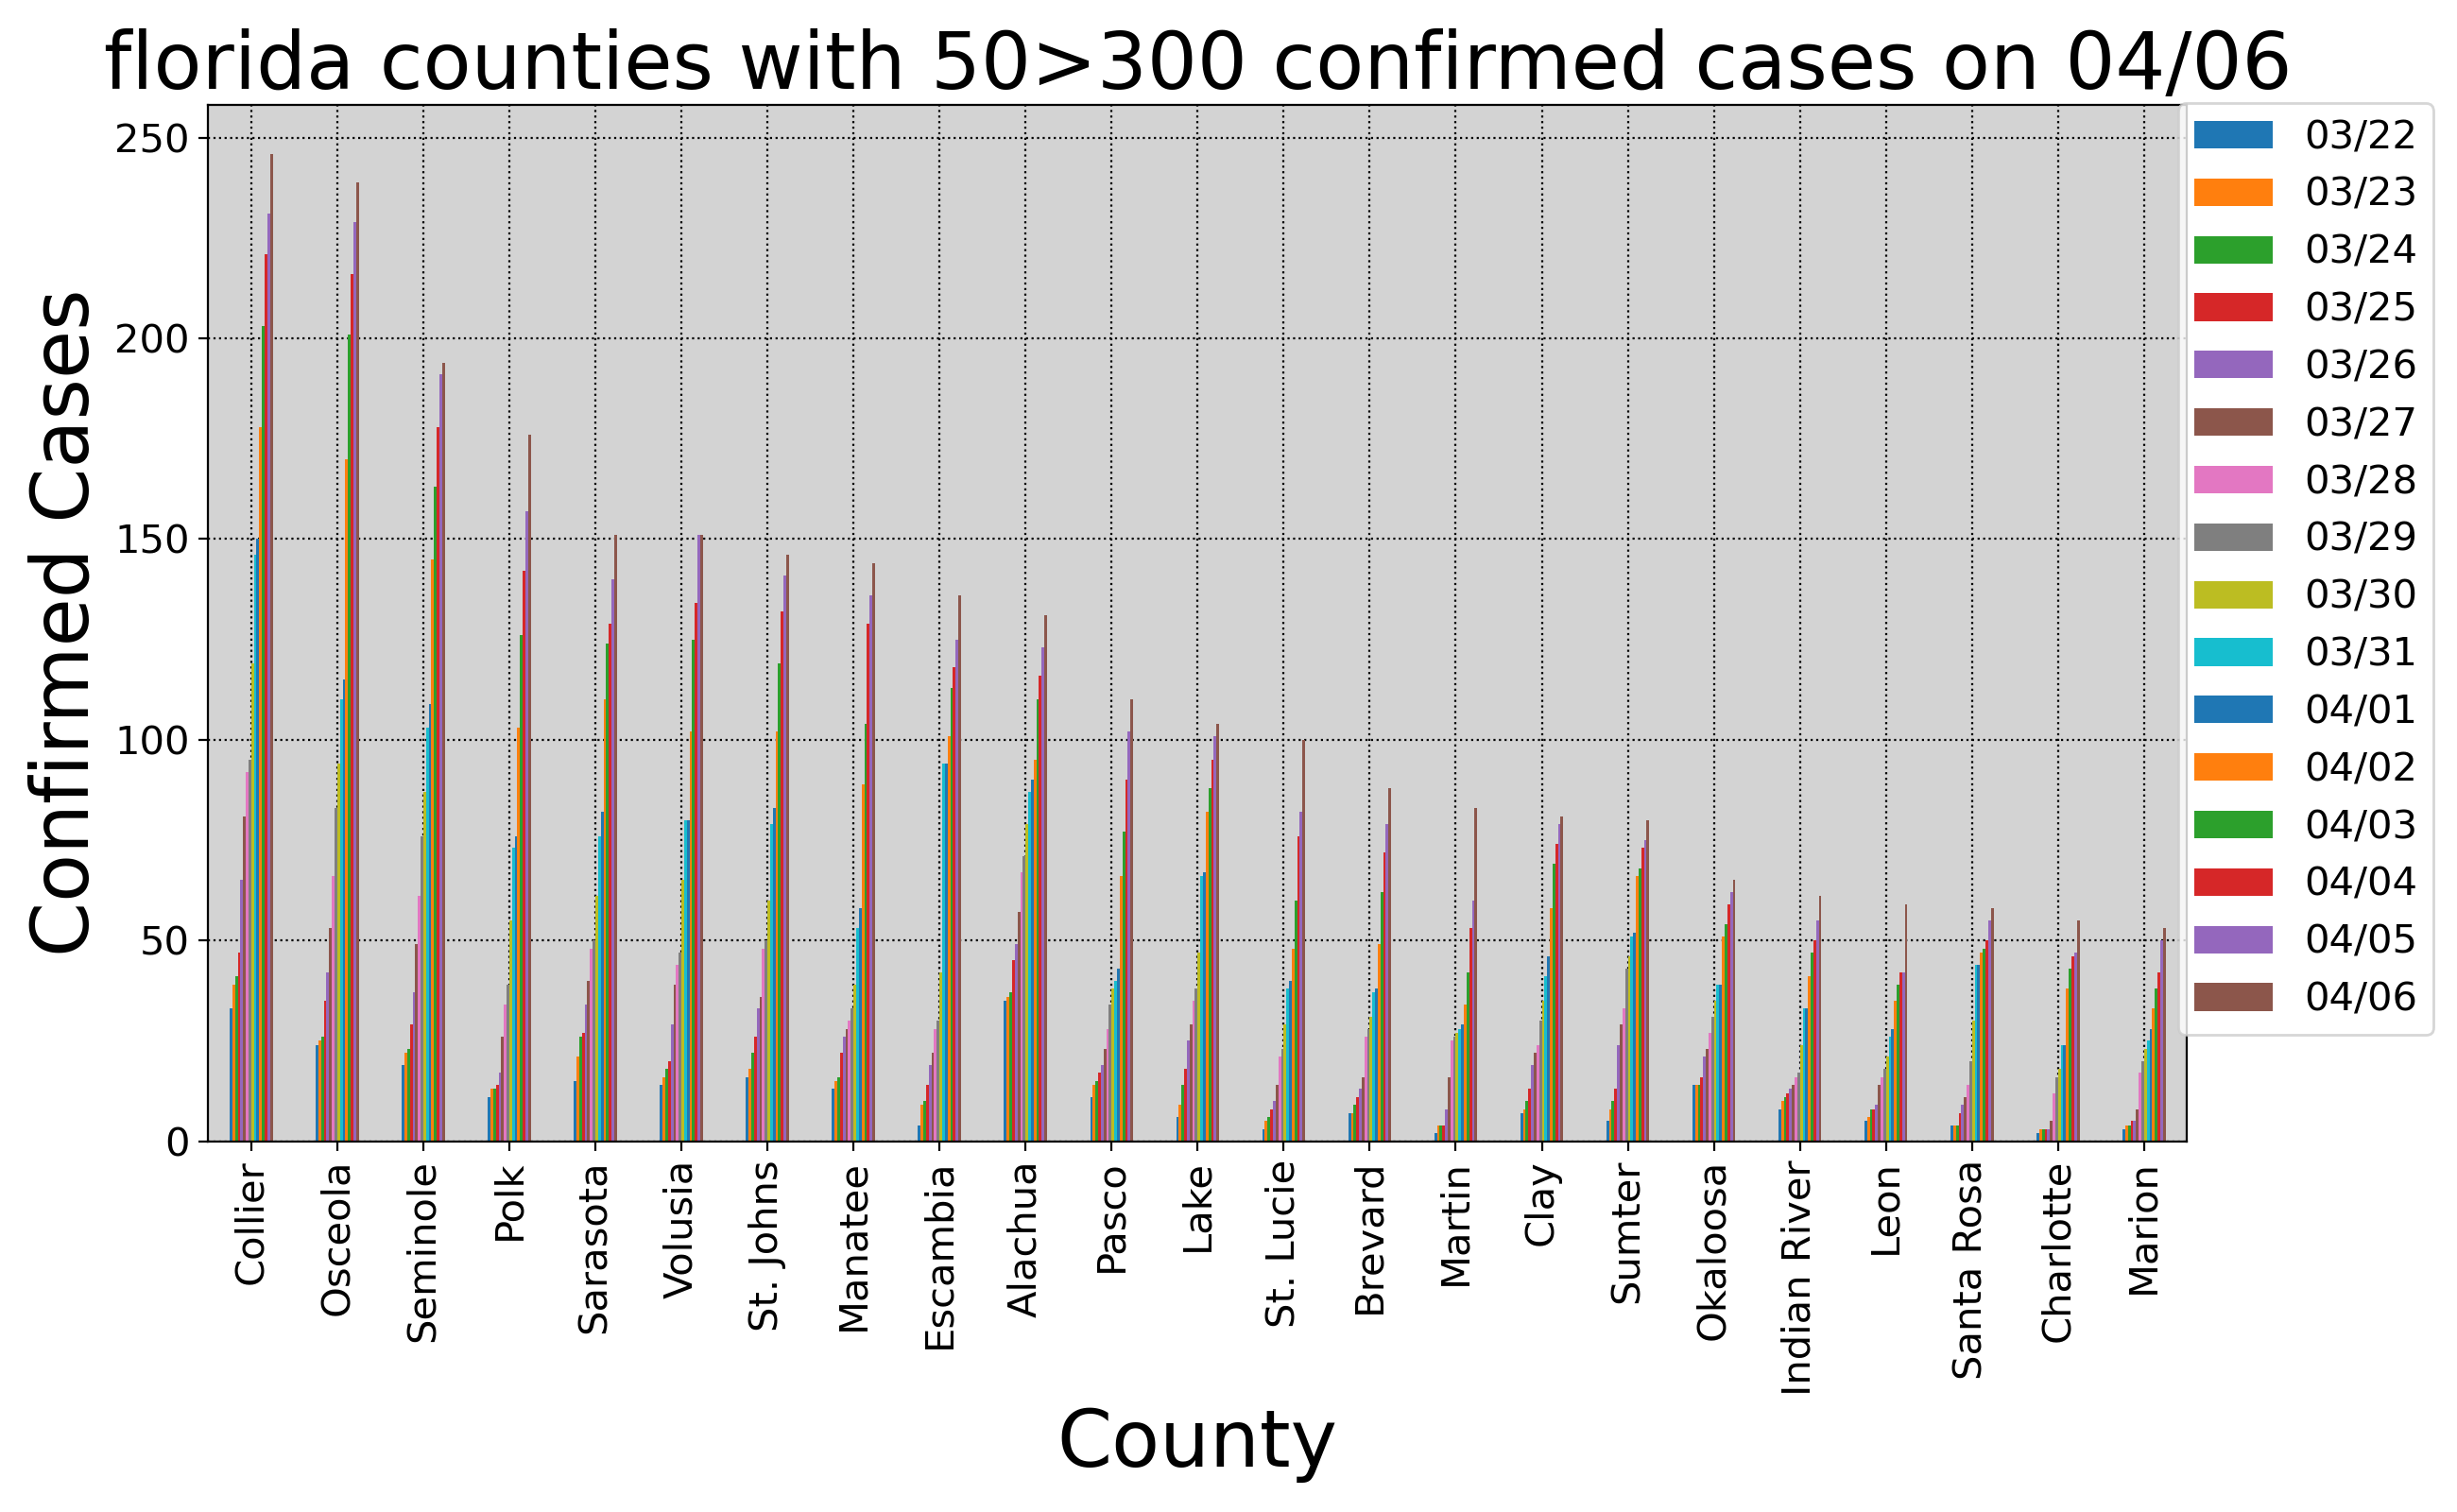 florida counties with 50>300 confirmed cases on 04/06
Confirmed Cases
250
200
150
100
50
0
03/22
03/23
03/24
03/25
03/26
03/27
03/28
03/29
03/30
03/31
04/01
04/02
04/03
04/04
04/05
04/06
Collier
Osceola
Seminole
Polk
Sarasota
Volusia
St. Johns
Manatee
Escambia
Alachua
Pasco
Lake
St. Lucie
Brevard
Martin
Clay
Sumter
Okaloosa
Indian River
Leon
Santa Rosa
Charlotte
Marion
County